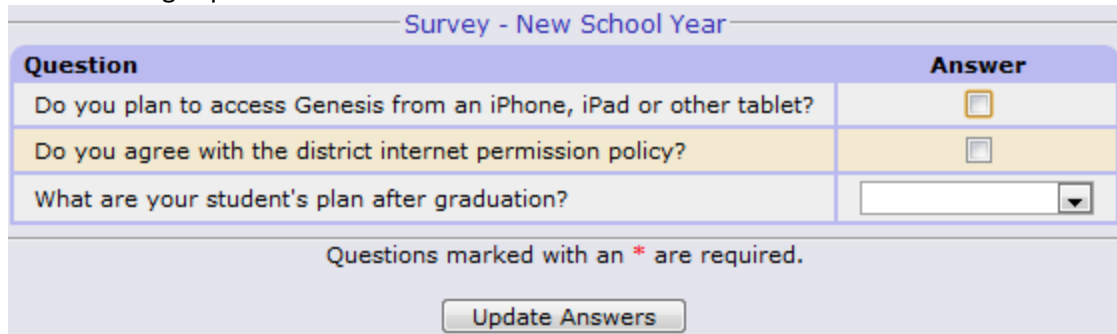 Survey - New School Year
Question Answer
Do you plan to access Genesis from an iPhone, iPad or other tablet?
Do you agree with the district internet permission policy?
What are your student's plan after graduation?
Questions marked with an * are required.
Update Answers